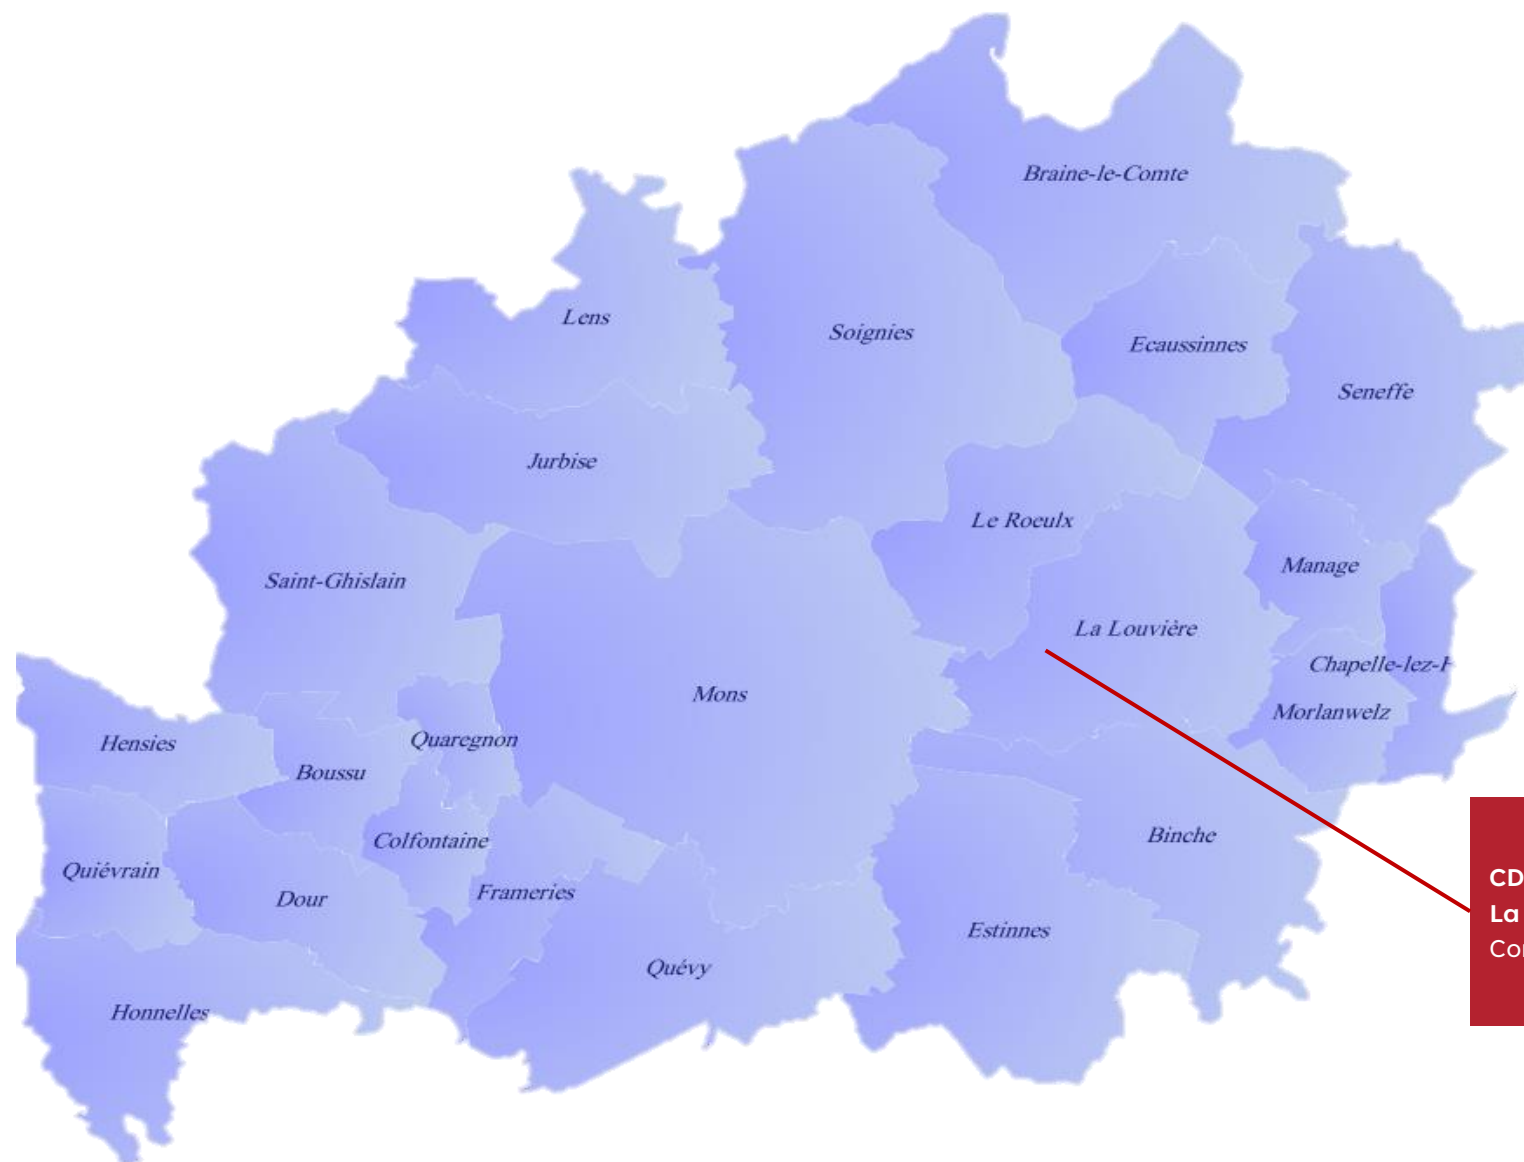 Braine-le-Comte
Lens
Soignies
Ecaussinnes
Seneffe
Jurbise
Le Roeulx
Manage
Saint-Ghislain
La Louvière
Chapelle-lez-
Mons
Morlanwelz
Hensies
Quaregnon
Boussu
Colfontaine
Binche
Quiévrain
Frameries
Dour
Estinnes
Quévy
Honnelles
CD
La